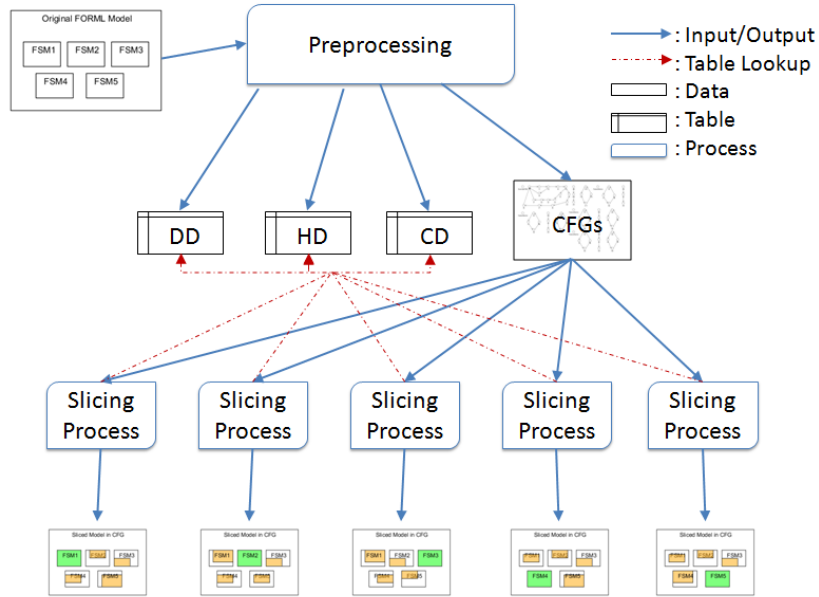 Original FORML Model
FSM1 FSM2 FSM3
FSM4 FSM5
Preprocessing
: Input/Output
: Table Lookup
: Data
: Table
: Process
DD HD CD CFGs
Slicing Process
Slicing Process
Slicing Process
Slicing Process
Slicing Process
Sliced Model in CFG
FSM1 FSM2 FSM3
FSM4 FSM5
Sliced Model in CFG
FSM1 FSM2 FSM3
FSM4 FSM5
Sliced Model in CFG
FSM1 FSM2 FSM3
FSM4 FSM5
Sliced Model in CFG
FSM1 FSM2 FSM3
FSM4 FSM5
Sliced Model in CFG
FSM1 FSM2 FSM3
FSM4 FSM5